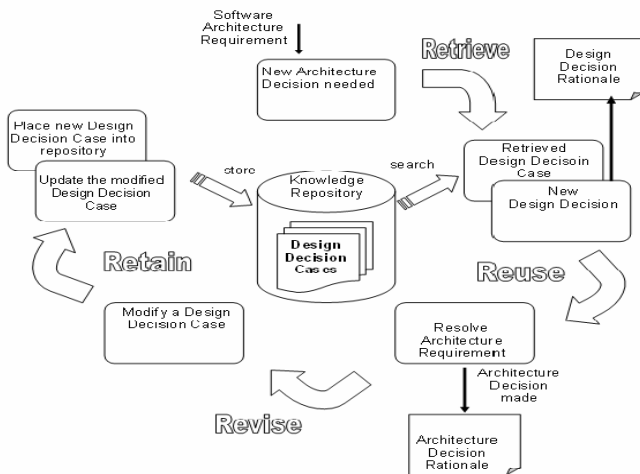 Software
Architecture
Requirement
Retrieve
New Architecture
Decision needed
Design
Decision
Rationale
Place new Design
Decision Case into
repository
Update the modified
Design Decision
Case
store
Knowledge
Repository
Design
Decision
Cases
search
Retrieved
Design Decisoin
Case
New
Design Decision
Retain
Reuse
Modify a Design
Decision Case
Resolve
Architecture
Requirement
Architecture
Decision
made
Revise
Architecture
Decision
Rationale